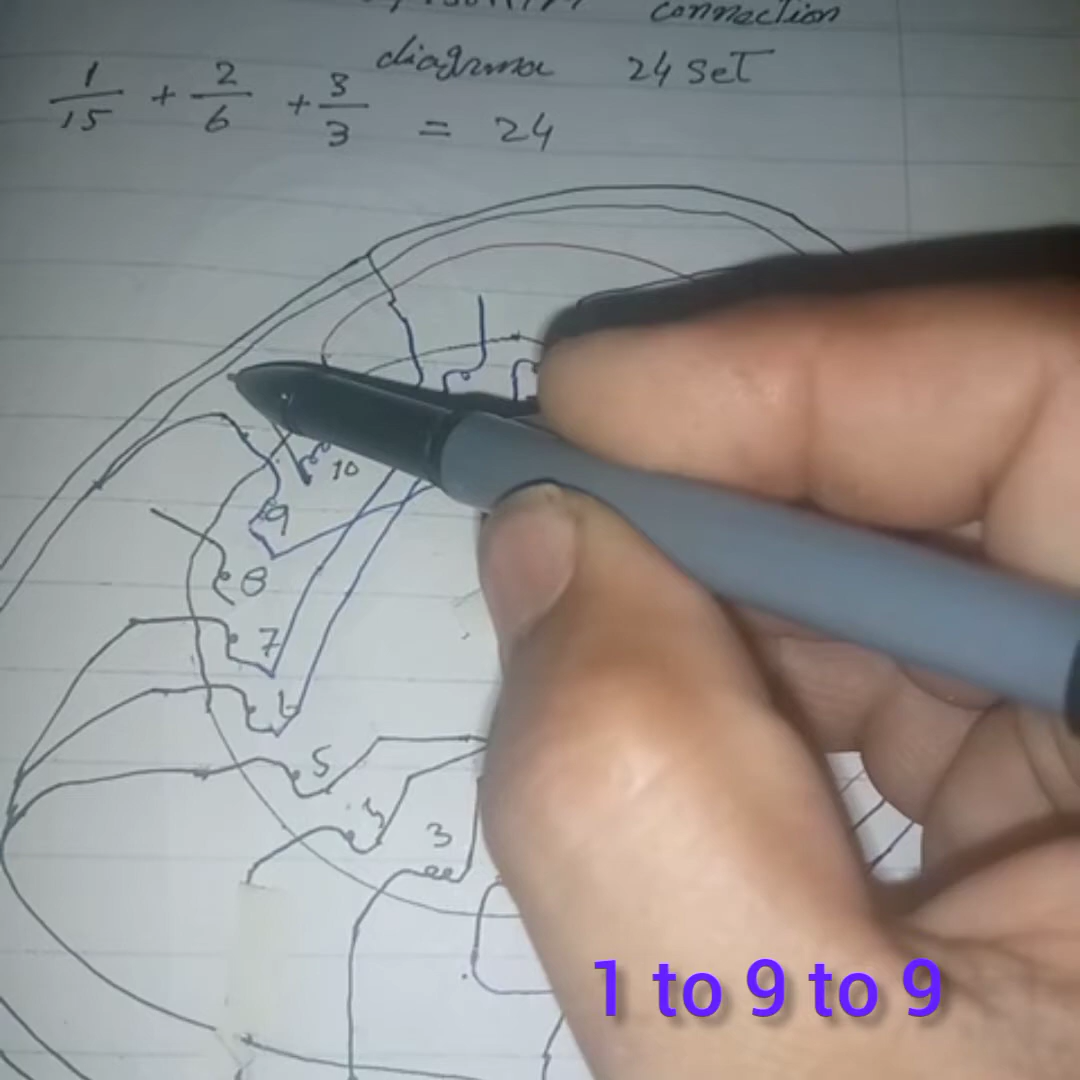 connection
diagrama 24 SeT
1/15 + 2/6 + 3/3 = 24
10
9
8
7
6
5
3
1 to 9 to 9